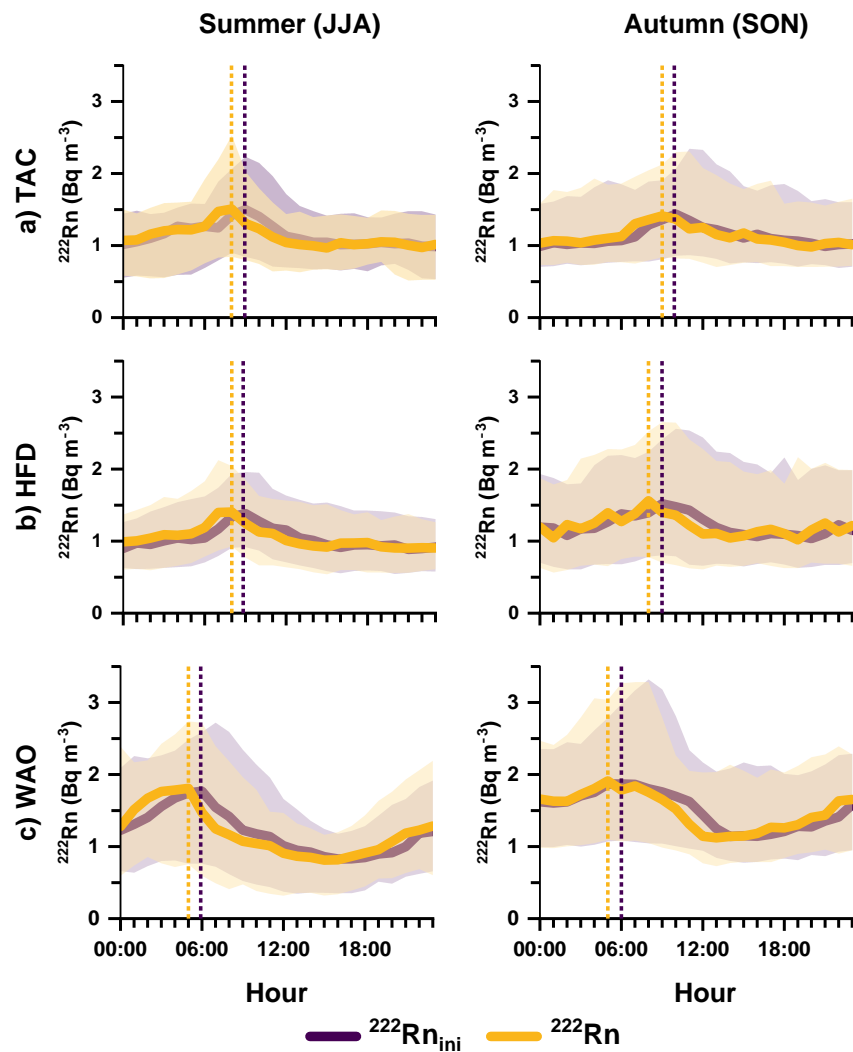 Summer (JJA)
Autumn (SON)
a) TAC
²²²Rn (Bq m⁻³)
3
2
1
0
²²²Rn (Bq m⁻³)
3
2
1
0
b) HFD
²²²Rn (Bq m⁻³)
3
2
1
0
²²²Rn (Bq m⁻³)
3
2
1
0
c) WAO
²²²Rn (Bq m⁻³)
3
2
1
0
00:00 06:00 12:00 18:00
Hour
²²²Rn (Bq m⁻³)
3
2
1
0
00:00 06:00 12:00 18:00
Hour
²²²Rn_inj ²²²Rn